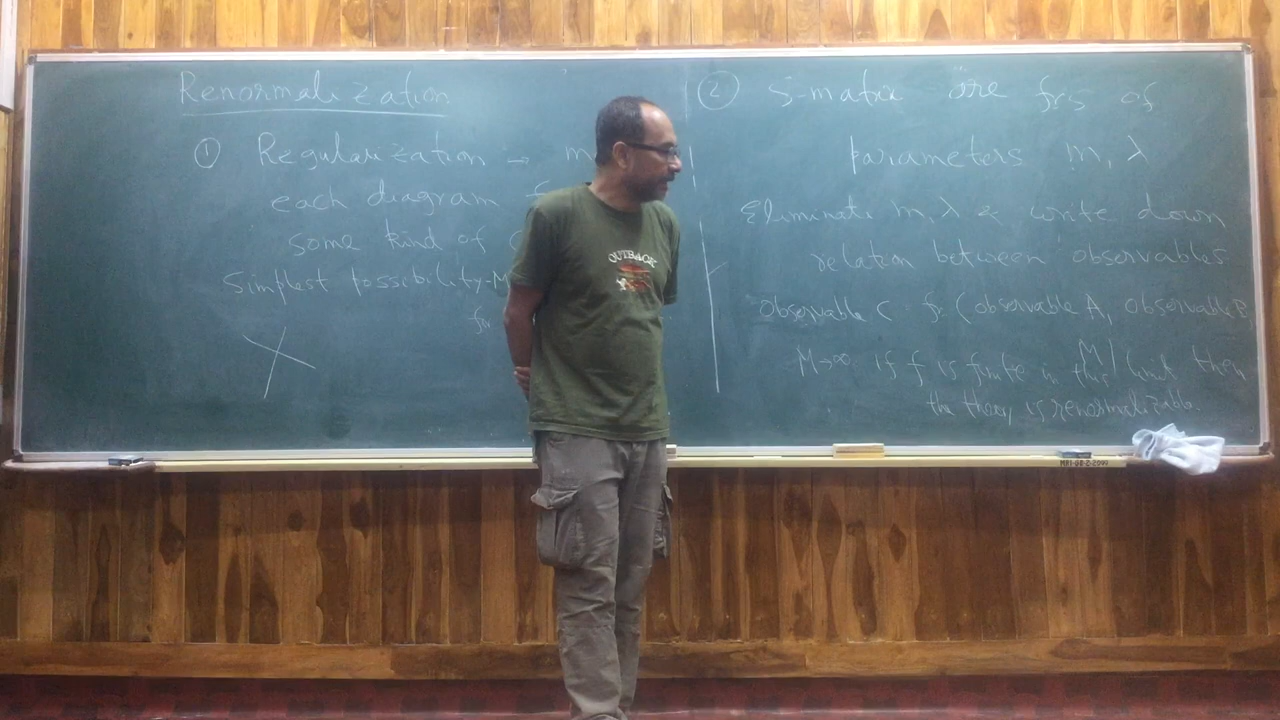 Renormalization
① Regularization → m
each diagram f
some kind of
Simplest possibility - M
for
② S-matrix are fns of
parameters m, λ
Eliminate m, λ & write down
relation between observables
Observable C = fn (observable A, observable B,
M→∞ if f is finite in this limit then
M/
the theory is renormalizable.
OUTBACK